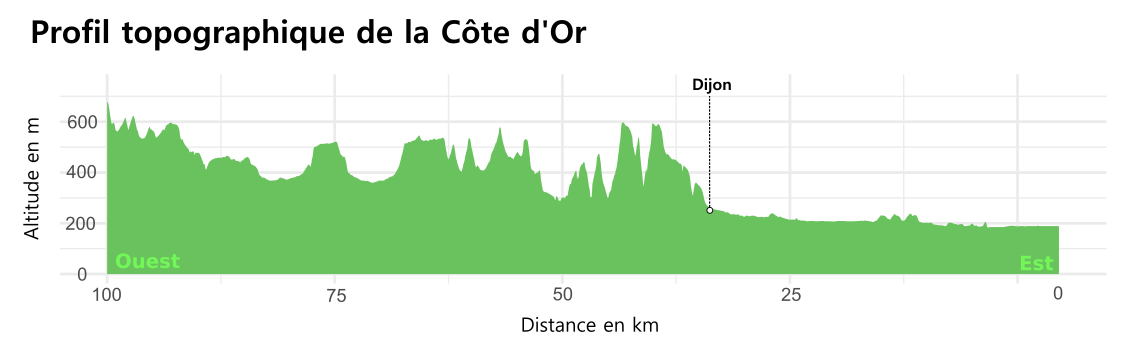 Profil topographique de la Côte d'Or
Dijon
600
400
200
0
Altitude en m
Ouest
Est
100
75
50
25
0
Distance en km